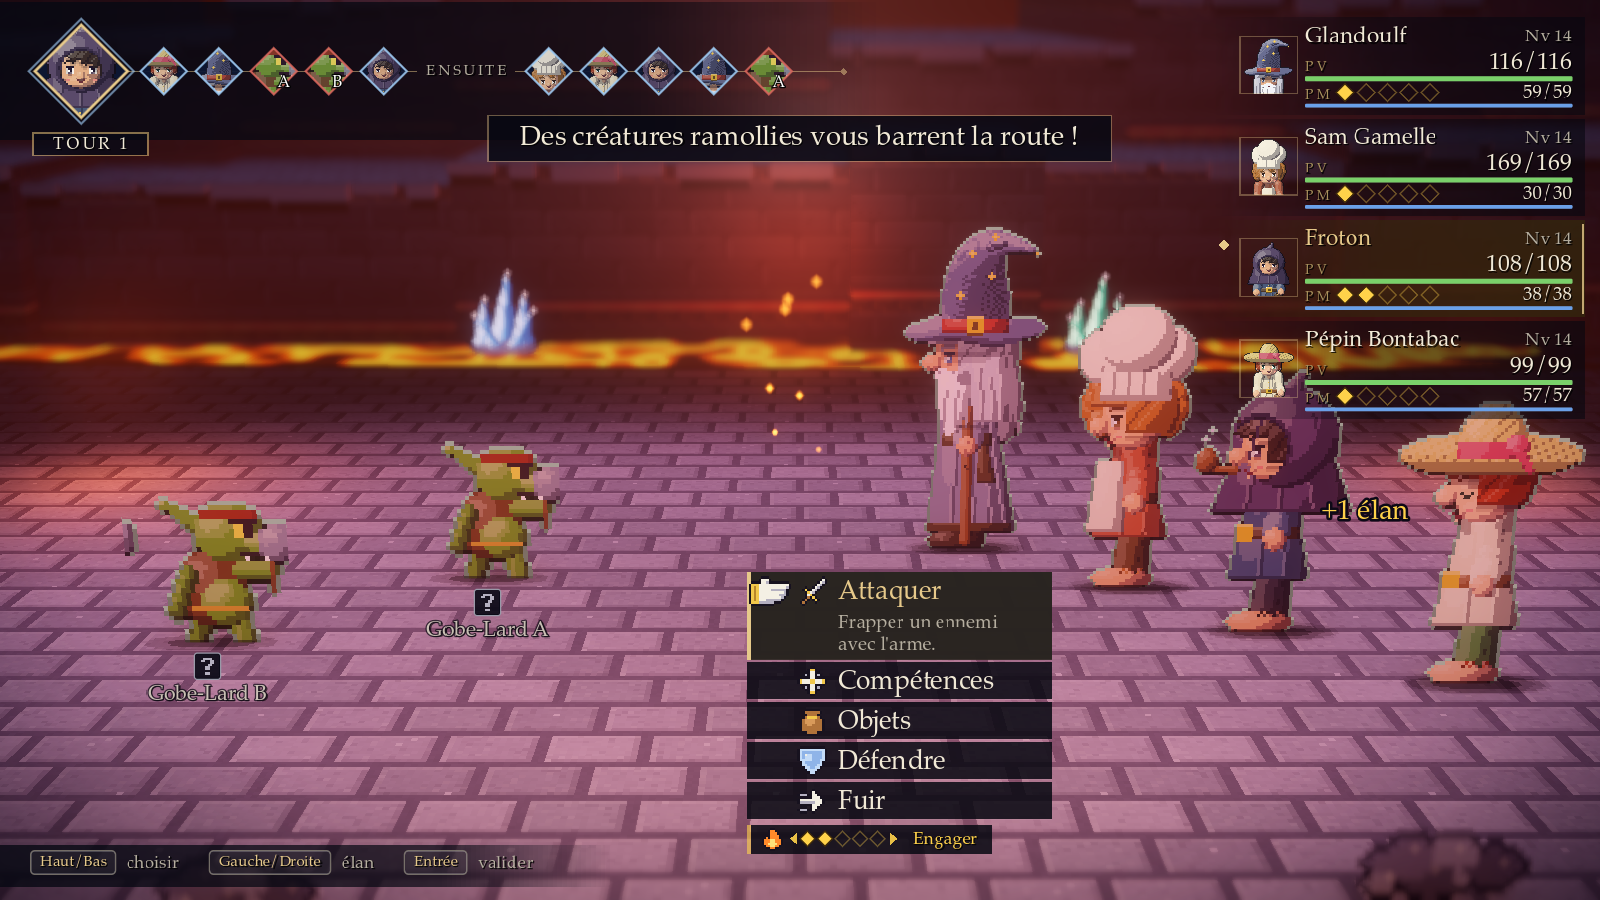 A
B
ENSUITE
A
TOUR 1
Des créatures ramollies vous barrent la route !
Glandoulf
Nv 14
PV
116/116
PM
59/59
Sam Gamelle
Nv 14
PV
169/169
PM
30/30
Froton
Nv 14
PV
108/108
PM
38/38
Pépin Bontabac
Nv 14
PV
99/99
PM
57/57
+1 élan
?
Gobe-Lard A
?
Gobe-Lard B
Attaquer
Frapper un ennemi
avec l'arme.
Compétences
Objets
Défendre
Fuir
Engager
Haut/Bas choisir Gauche/Droite élan Entrée valider